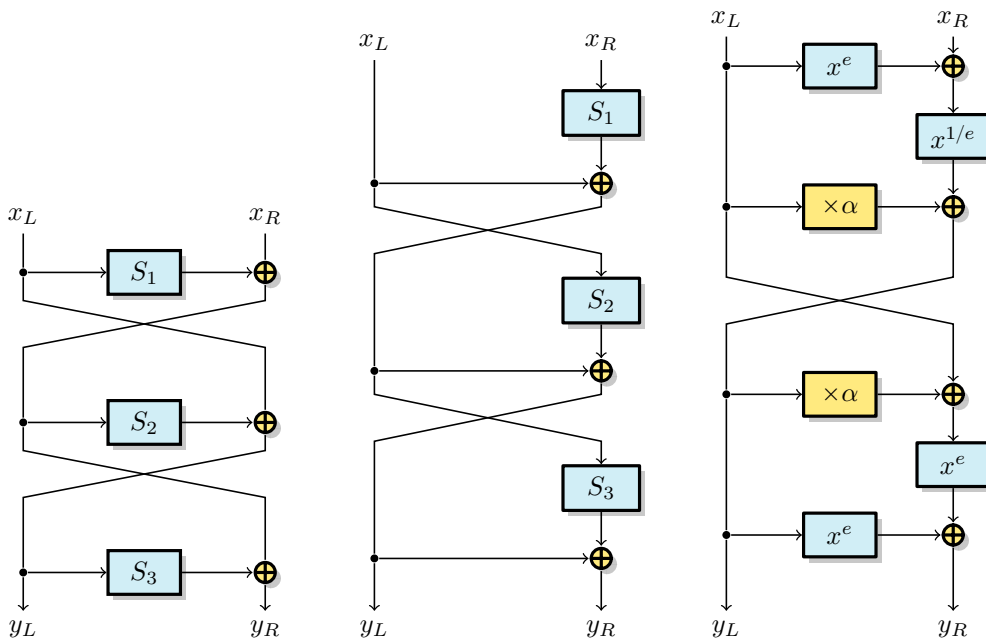 x_L x_R
S_1
S_2
S_3
y_L y_R
x_L x_R
S_1
S_2
S_3
y_L y_R
x_L x_R
x^e
x^{1/e}
×α
×α
x^e
x^e
y_L y_R